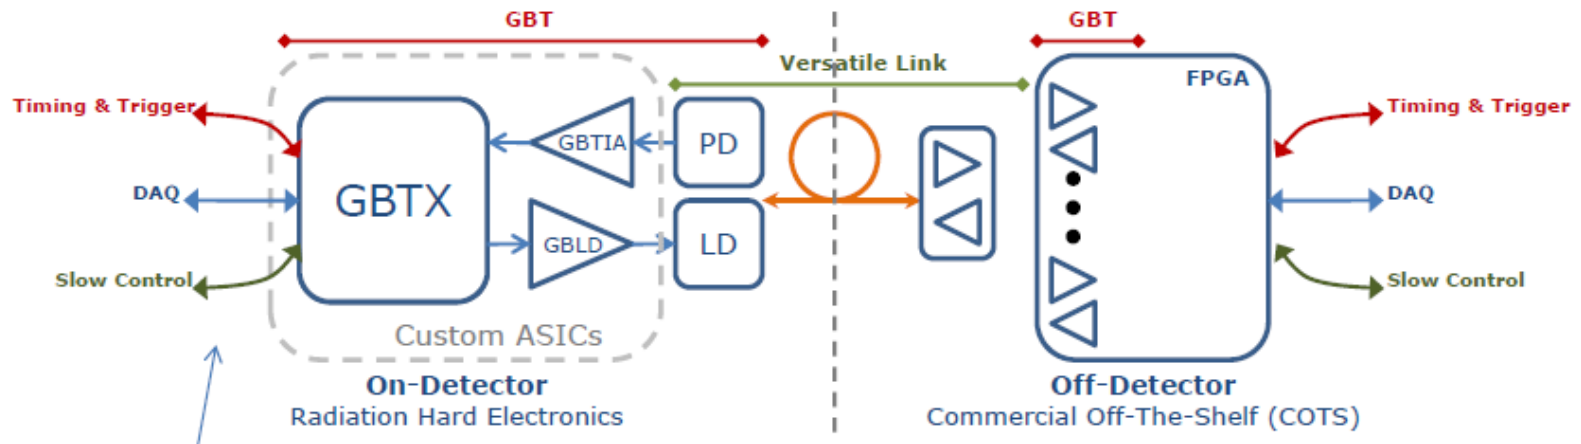 GBT
GBT
Versatile Link
FPGA
Timing & Trigger
GBTIA
PD
Timing & Trigger
DAQ
GBTX
DAQ
GBLD
LD
Slow Control
Slow Control
Custom ASICs
On-Detector
Radiation Hard Electronics
Off-Detector
Commercial Off-The-Shelf (COTS)